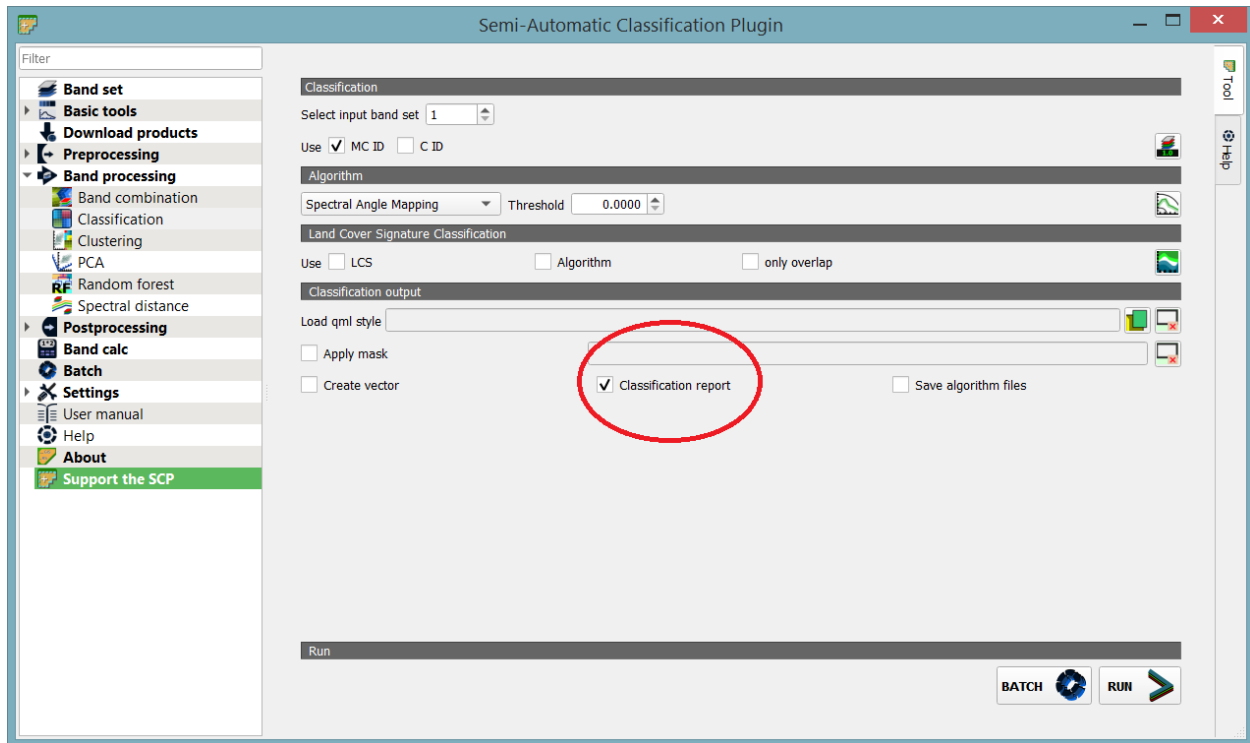 Semi-Automatic Classification Plugin
Filter
Band set
Basic tools
Download products
Preprocessing
Band processing
Band combination
Classification
Clustering
PCA
RF Random forest
Spectral distance
Postprocessing
Band calc
Batch
Settings
User manual
Help
About
Support the SCP
Classification
Select input band set 1
Use MC ID C ID
Algorithm
Spectral Angle Mapping Threshold 0.0000
Land Cover Signature Classification
Use LCS Algorithm only overlap
Classification output
Load qml style
Apply mask
Create vector Classification report Save algorithm files
Run
BATCH RUN
Tool
Help